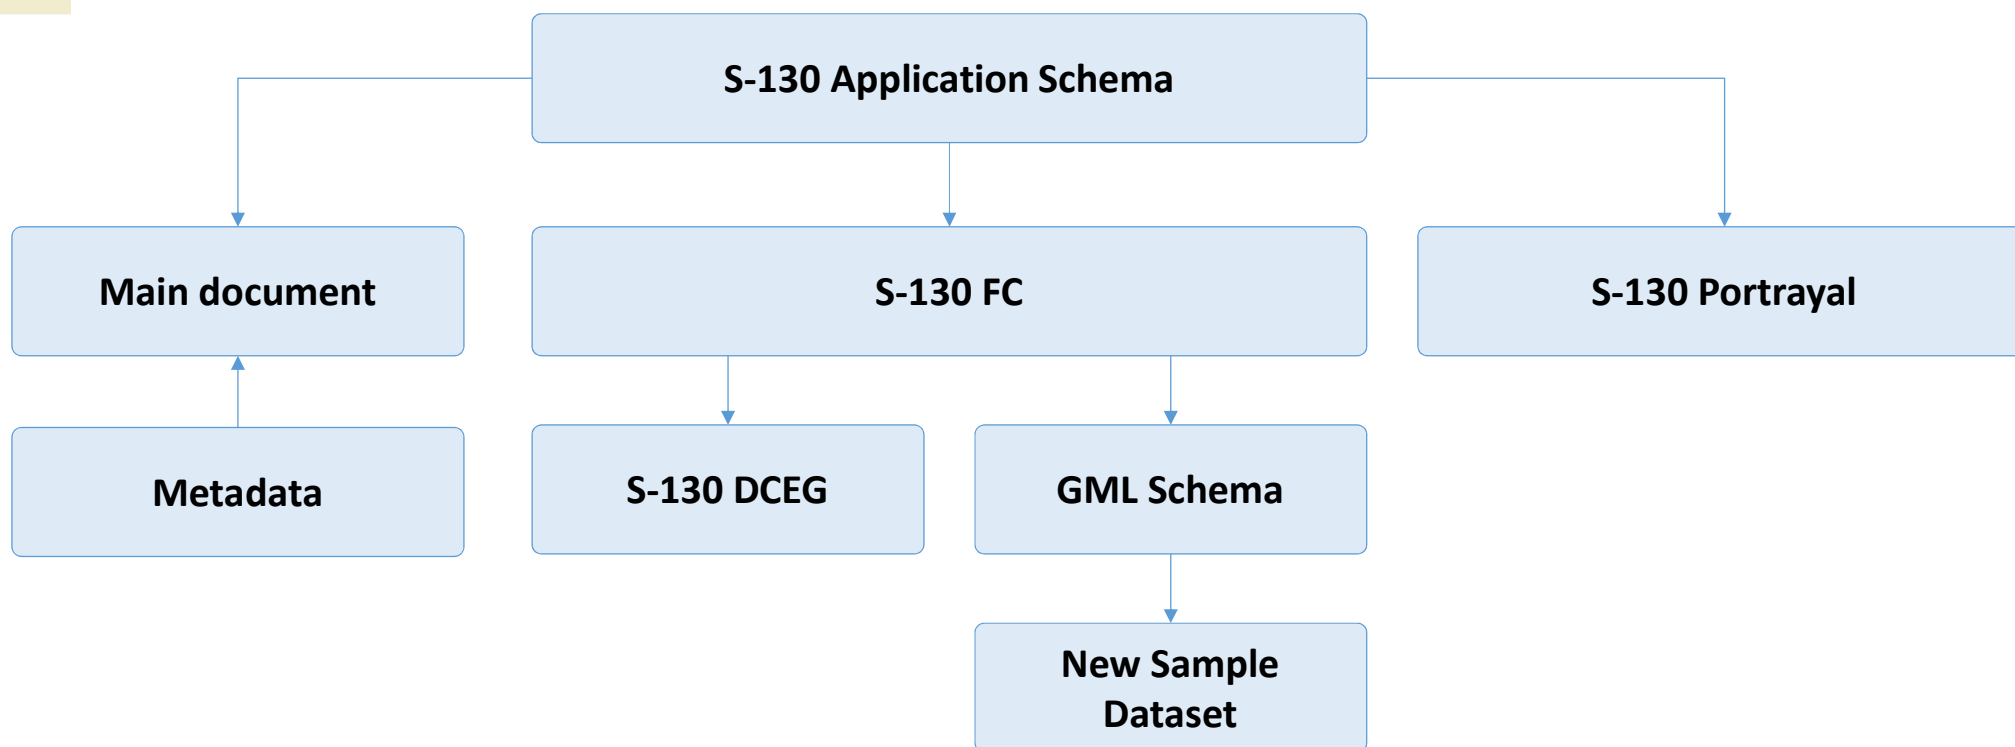 S-130 Application Schema
Main document
S-130 FC
S-130 Portrayal
Metadata
S-130 DCEG
GML Schema
New Sample
Dataset